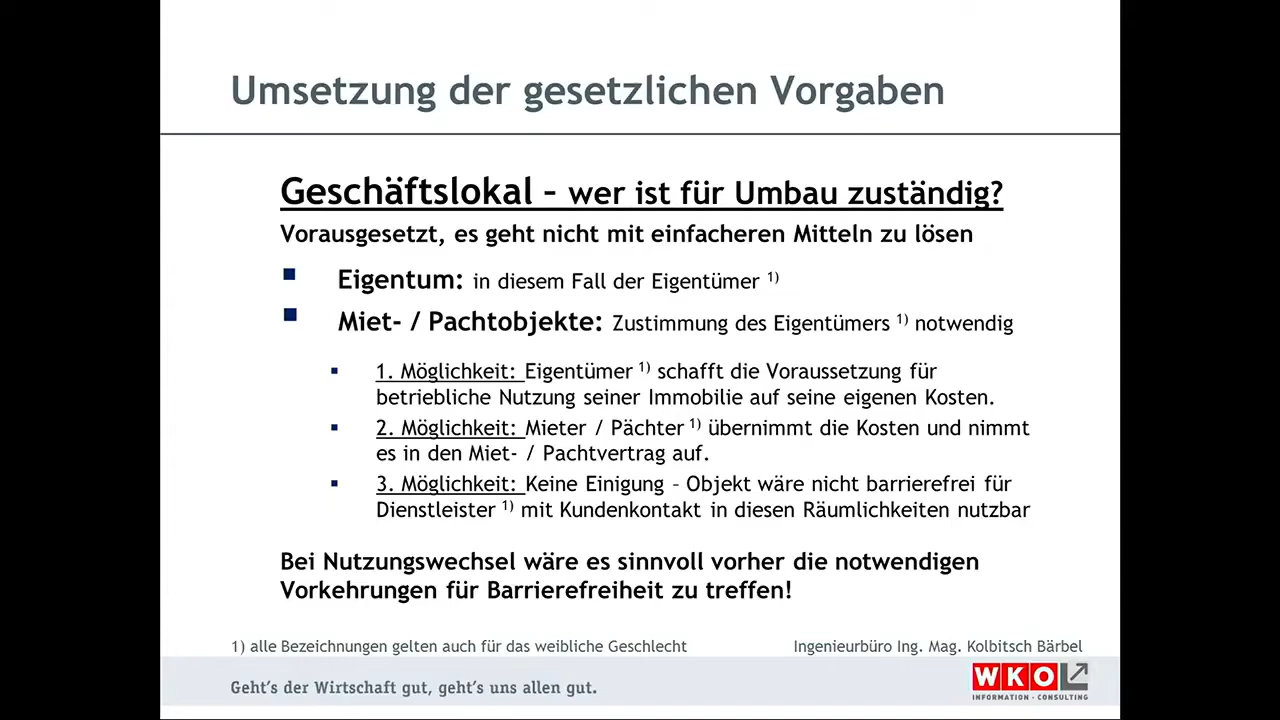 Umsetzung der gesetzlichen Vorgaben
Geschäftslokal – wer ist für Umbau zuständig?
Vorausgesetzt, es geht nicht mit einfacheren Mitteln zu lösen
Eigentum: in diesem Fall der Eigentümer 1)
Miet- / Pachtobjekte: Zustimmung des Eigentümers 1) notwendig
1. Möglichkeit: Eigentümer 1) schafft die Voraussetzung für
betriebliche Nutzung seiner Immobilie auf seine eigenen Kosten.
2. Möglichkeit: Mieter / Pächter 1) übernimmt die Kosten und nimmt
es in den Miet- / Pachtvertrag auf.
3. Möglichkeit: Keine Einigung – Objekt wäre nicht barrierefrei für
Dienstleister 1) mit Kundenkontakt in diesen Räumlichkeiten nutzbar
Bei Nutzungswechsel wäre es sinnvoll vorher die notwendigen
Vorkehrungen für Barrierefreiheit zu treffen!
1) alle Bezeichnungen gelten auch für das weibliche Geschlecht
Ingenieurbüro Ing. Mag. Kolbitsch Bärbel
Geht's der Wirtschaft gut, geht's uns allen gut.
WKO
INFORMATION · CONSULTING